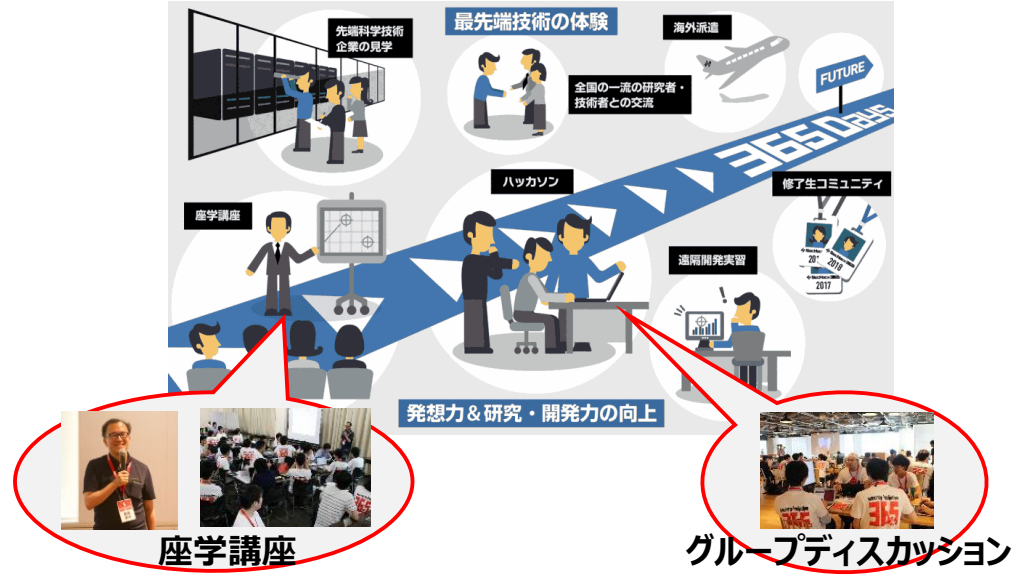 最先端技術の体験
先端科学技術
企業の見学
海外派遣
全国の一流の研究者・
技術者との交流
FUTURE
365Days
ハッカソン
修了生コミュニティ
座学講座
遠隔開発実習
2018
2017
発想力＆研究・開発力の向上
365
座学講座
グループディスカッション